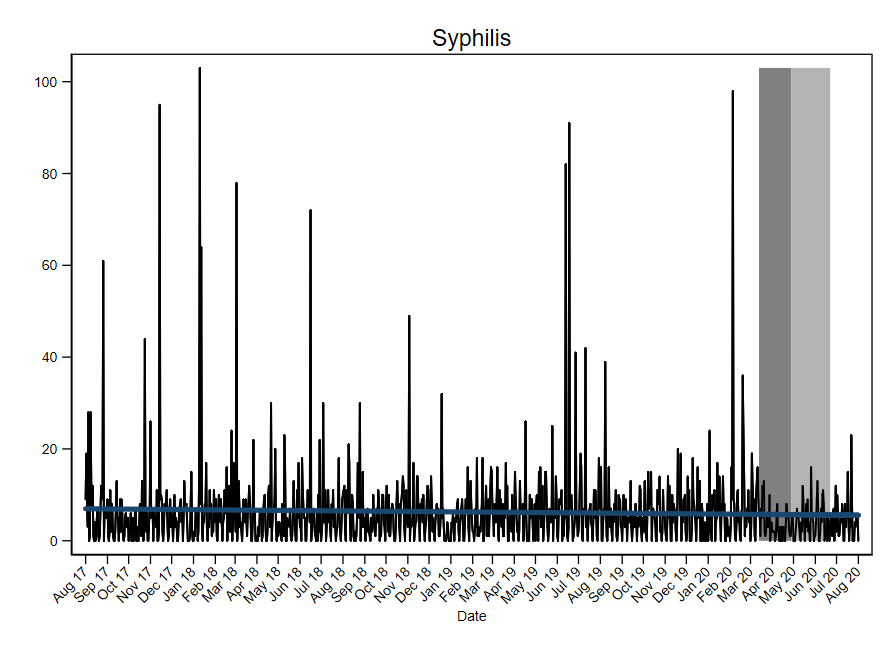 Syphilis
100
80
60
40
20
0
Aug 17
Sep 17
Oct 17
Nov 17
Dec 17
Jan 18
Feb 18
Mar 18
Apr 18
May 18
Jun 18
Jul 18
Aug 18
Sep 18
Oct 18
Nov 18
Dec 18
Jan 19
Feb 19
Mar 19
Apr 19
May 19
Jun 19
Jul 19
Aug 19
Sep 19
Oct 19
Nov 19
Dec 19
Jan 20
Feb 20
Mar 20
Apr 20
May 20
Jun 20
Jul 20
Aug 20
Date